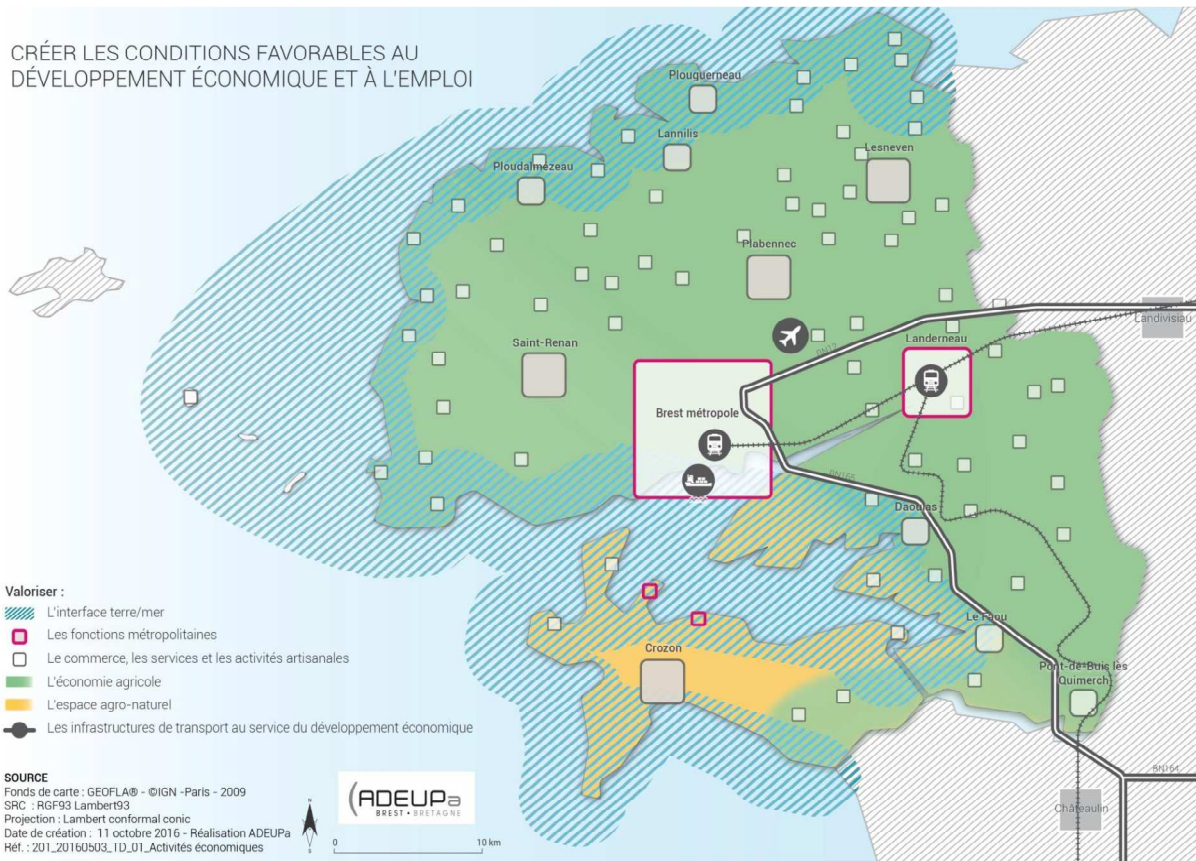 CRÉER LES CONDITIONS FAVORABLES AU
DÉVELOPPEMENT ÉCONOMIQUE ET À L'EMPLOI
Plouguerneau
Lannilis
Lesneven
Ploudalmézeau
Plabennec
Landivisiau
RN12
Landerneau
Saint-Renan
Brest métropole
RN165
Daoulas
Le Faou
Crozon
Pont-de-Buis lès
Quimerch
RN164
Châteaulin
Valoriser :
L'interface terre/mer
Les fonctions métropolitaines
Le commerce, les services et les activités artisanales
L'économie agricole
L'espace agro-naturel
Les infrastructures de transport au service du développement économique
SOURCE
Fonds de carte : GEOFLA® - ©IGN -Paris - 2009
SRC : RGF93 Lambert93
Projection : Lambert conformal conic
Date de création : 11 octobre 2016 - Réalisation ADEUPa
Réf. : 201_20160503_TD_01_Activités économiques
N
S
0 10 km
ADEUPa
BREST • BRETAGNE